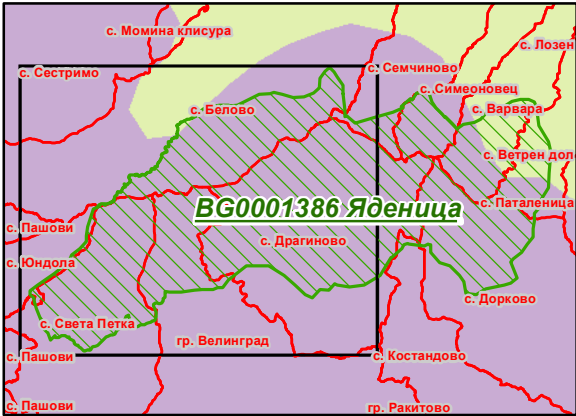 с. Момина клисура
с. Лозен
с. Сестримо
с. Семчиново
с. Симеоновец
с. Белово
с. Варвара
с. Ветрен дол
с. Паталеница
BG0001386 Яденица
с. Пашови
с. Драгиново
с. Юндола
с. Дорково
с. Света Петка
гр. Велинград
с. Пашови
с. Костандово
с. Пашови
гр. Ракитово